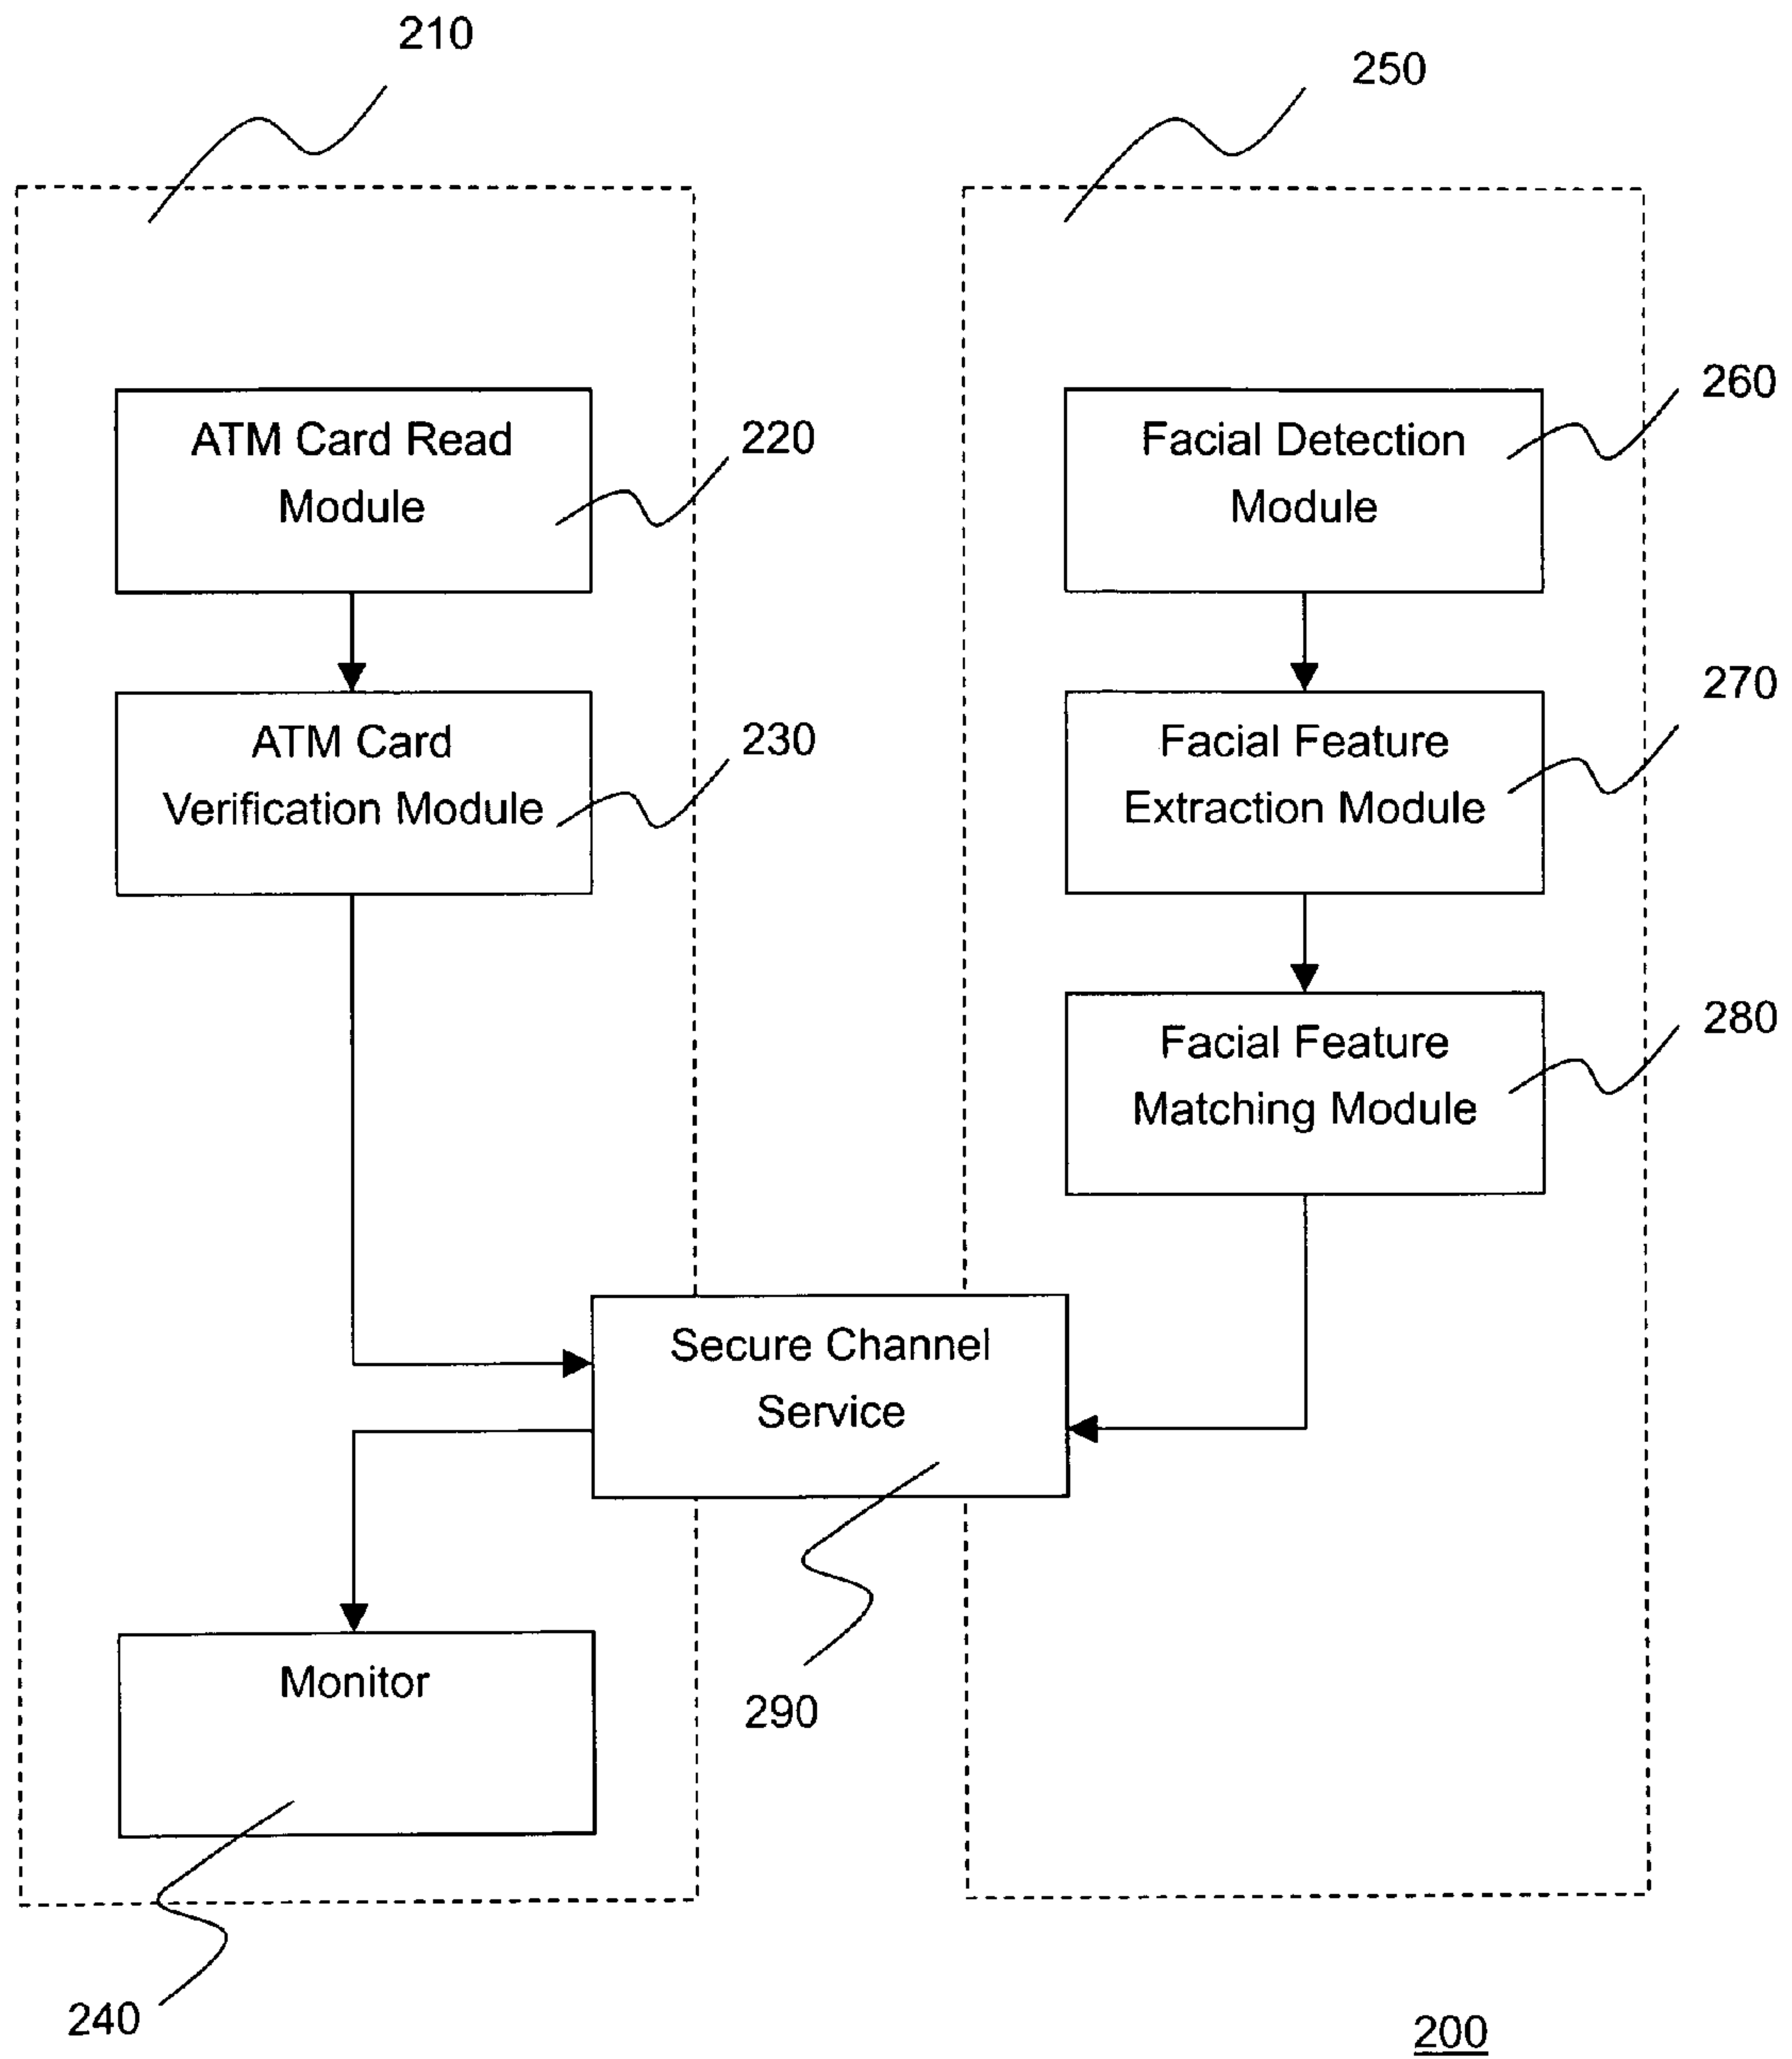 210
250
ATM Card Read
Module
220
Facial Detection
Module
260
ATM Card
Verification Module
230
Facial Feature
Extraction Module
270
Facial Feature
Matching Module
280
Secure Channel
Service
290
Monitor
240
200